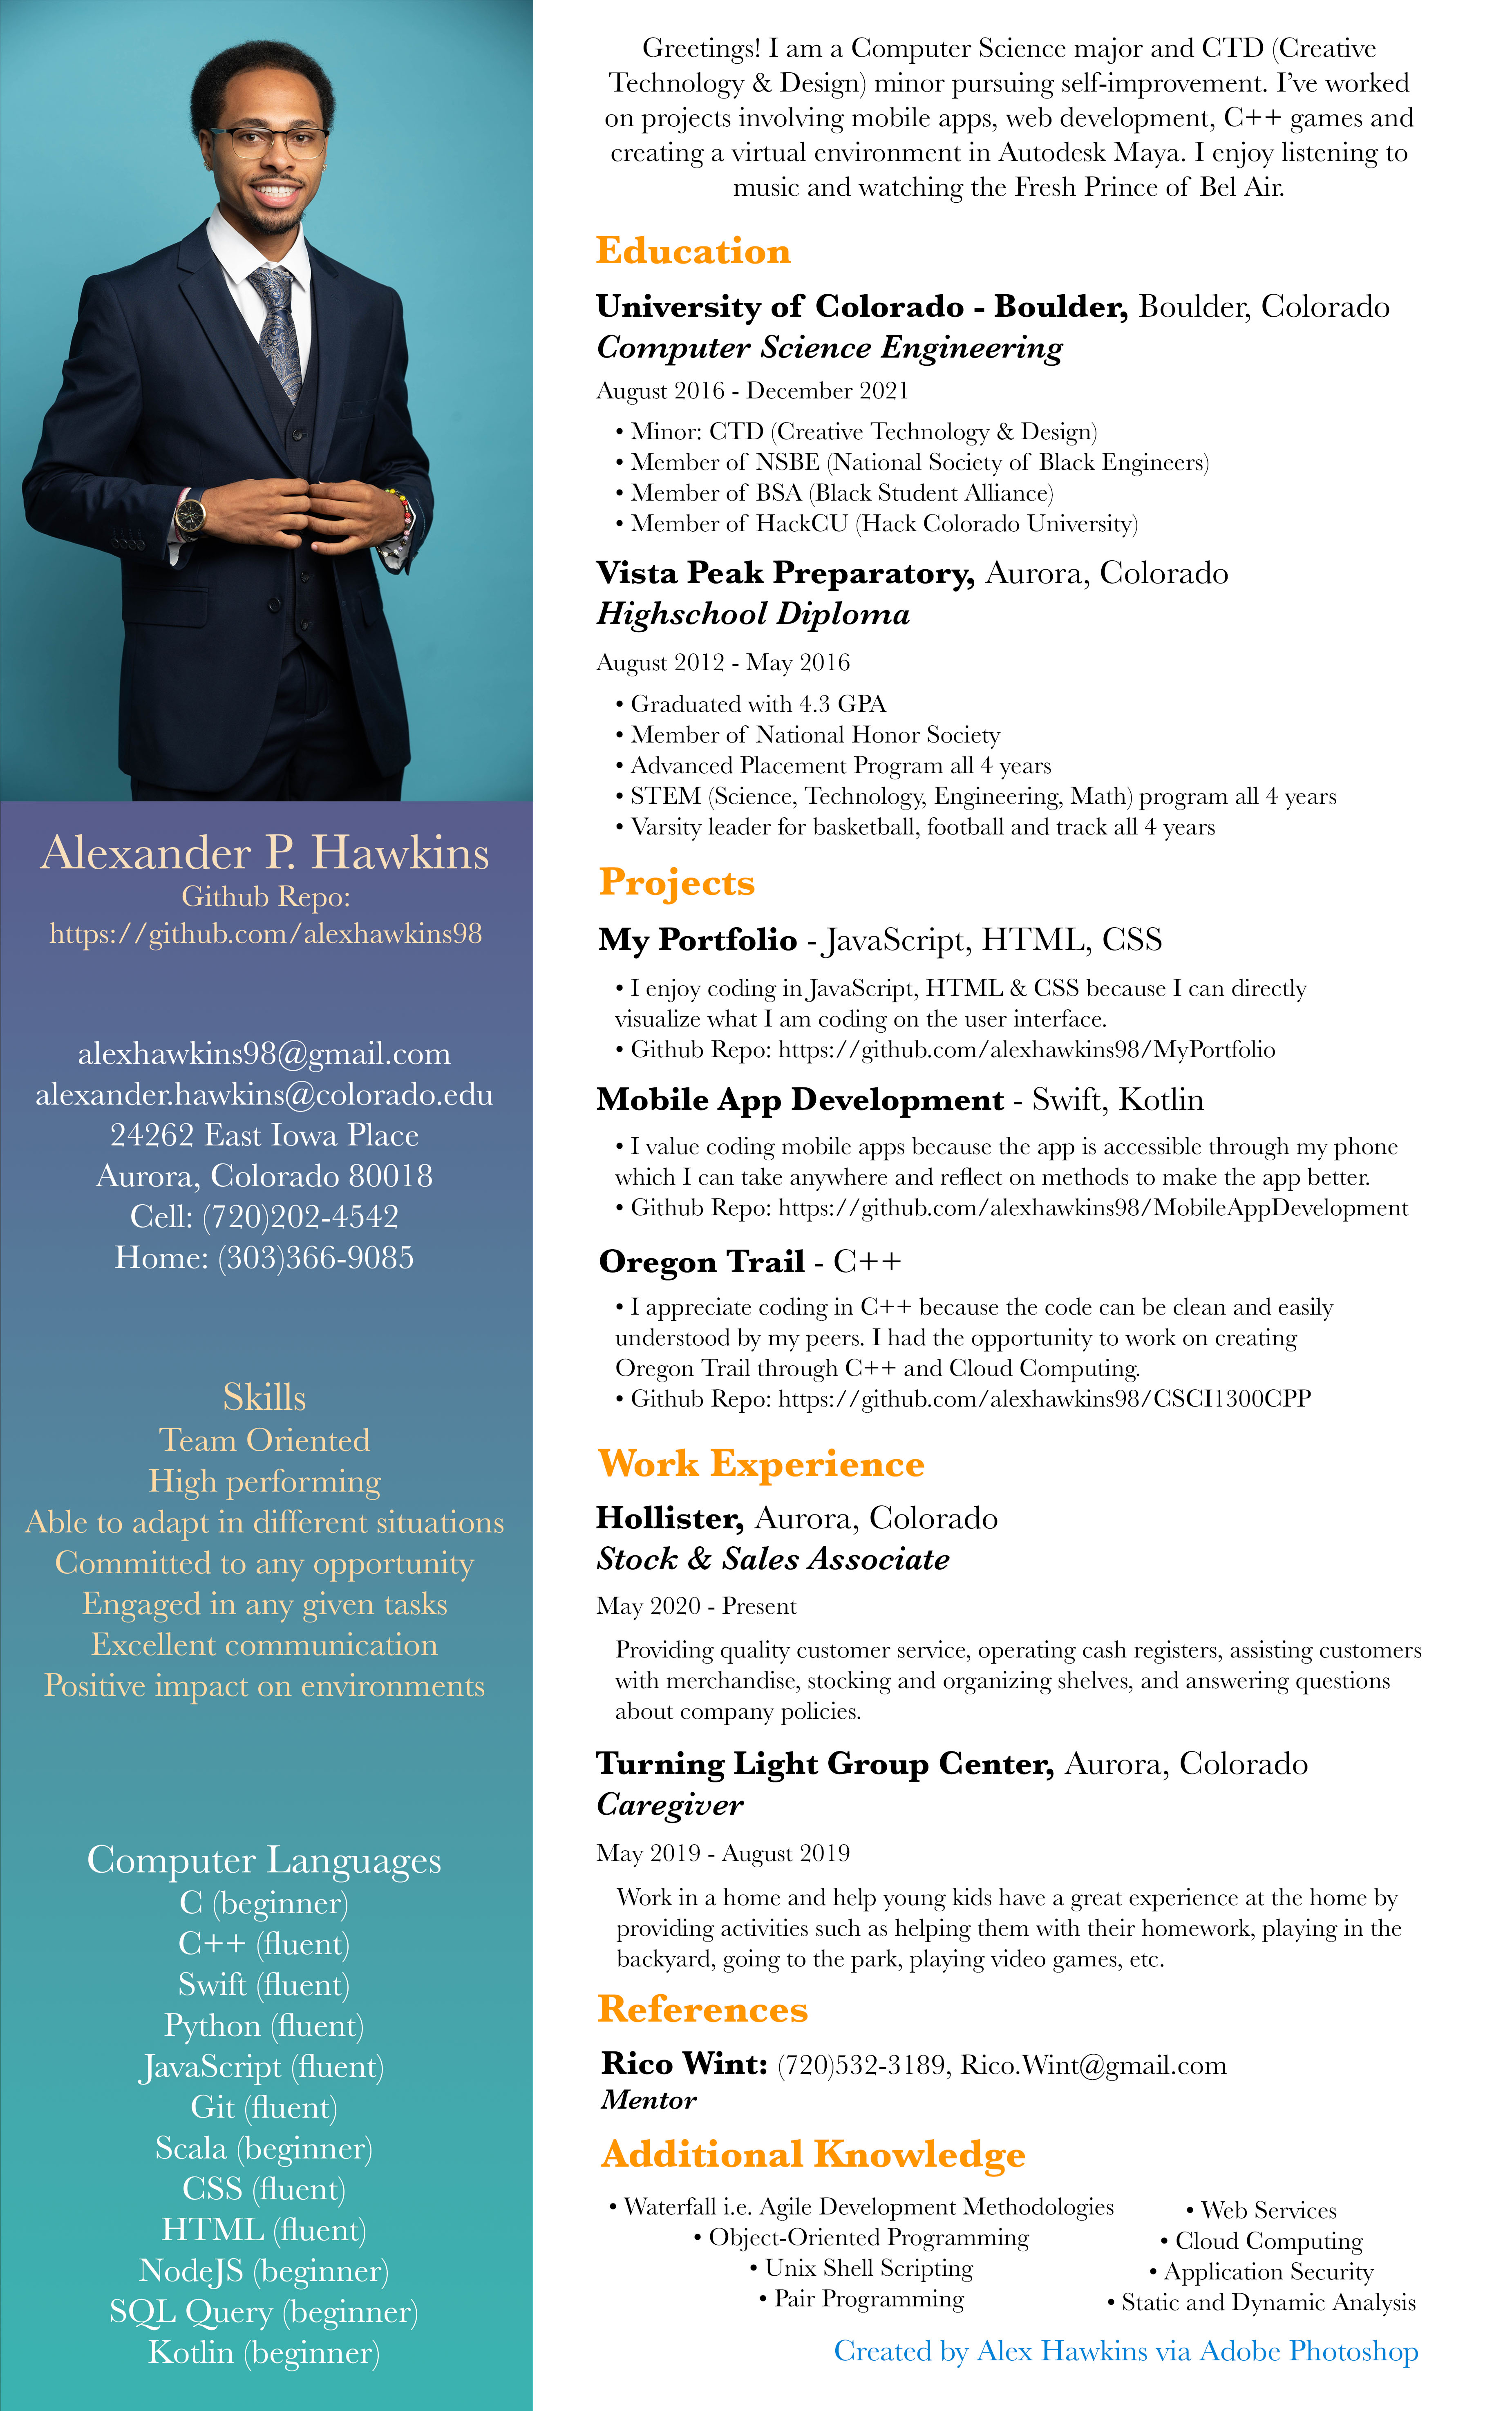 Alexander P. Hawkins
Github Repo:
https://github.com/alexhawkins98
alexhawkins98@gmail.com
alexander.hawkins@colorado.edu
24262 East Iowa Place
Aurora, Colorado 80018
Cell: (720)202-4542
Home: (303)366-9085
Skills
Team Oriented
High performing
Able to adapt in different situations
Committed to any opportunity
Engaged in any given tasks
Excellent communication
Positive impact on environments
Computer Languages
C (beginner)
C++ (fluent)
Swift (fluent)
Python (fluent)
JavaScript (fluent)
Git (fluent)
Scala (beginner)
CSS (fluent)
HTML (fluent)
NodeJS (beginner)
SQL Query (beginner)
Kotlin (beginner)
Greetings! I am a Computer Science major and CTD (Creative
Technology & Design) minor pursuing self-improvement. I’ve worked
on projects involving mobile apps, web development, C++ games and
creating a virtual environment in Autodesk Maya. I enjoy listening to
music and watching the Fresh Prince of Bel Air.
Education
University of Colorado - Boulder, Boulder, Colorado
Computer Science Engineering
August 2016 - December 2021
• Minor: CTD (Creative Technology & Design)
• Member of NSBE (National Society of Black Engineers)
• Member of BSA (Black Student Alliance)
• Member of HackCU (Hack Colorado University)
Vista Peak Preparatory, Aurora, Colorado
Highschool Diploma
August 2012 - May 2016
• Graduated with 4.3 GPA
• Member of National Honor Society
• Advanced Placement Program all 4 years
• STEM (Science, Technology, Engineering, Math) program all 4 years
• Varsity leader for basketball, football and track all 4 years
Projects
My Portfolio - JavaScript, HTML, CSS
• I enjoy coding in JavaScript, HTML & CSS because I can directly
visualize what I am coding on the user interface.
• Github Repo: https://github.com/alexhawkins98/MyPortfolio
Mobile App Development - Swift, Kotlin
• I value coding mobile apps because the app is accessible through my phone
which I can take anywhere and reflect on methods to make the app better.
• Github Repo: https://github.com/alexhawkins98/MobileAppDevelopment
Oregon Trail - C++
• I appreciate coding in C++ because the code can be clean and easily
understood by my peers. I had the opportunity to work on creating
Oregon Trail through C++ and Cloud Computing.
• Github Repo: https://github.com/alexhawkins98/CSCI1300CPP
Work Experience
Hollister, Aurora, Colorado
Stock & Sales Associate
May 2020 - Present
Providing quality customer service, operating cash registers, assisting customers
with merchandise, stocking and organizing shelves, and answering questions
about company policies.
Turning Light Group Center, Aurora, Colorado
Caregiver
May 2019 - August 2019
Work in a home and help young kids have a great experience at the home by
providing activities such as helping them with their homework, playing in the
backyard, going to the park, playing video games, etc.
References
Rico Wint: (720)532-3189, Rico.Wint@gmail.com
Mentor
Additional Knowledge
• Waterfall i.e. Agile Development Methodologies
• Object-Oriented Programming
• Unix Shell Scripting
• Pair Programming
• Web Services
• Cloud Computing
• Application Security
• Static and Dynamic Analysis
Created by Alex Hawkins via Adobe Photoshop